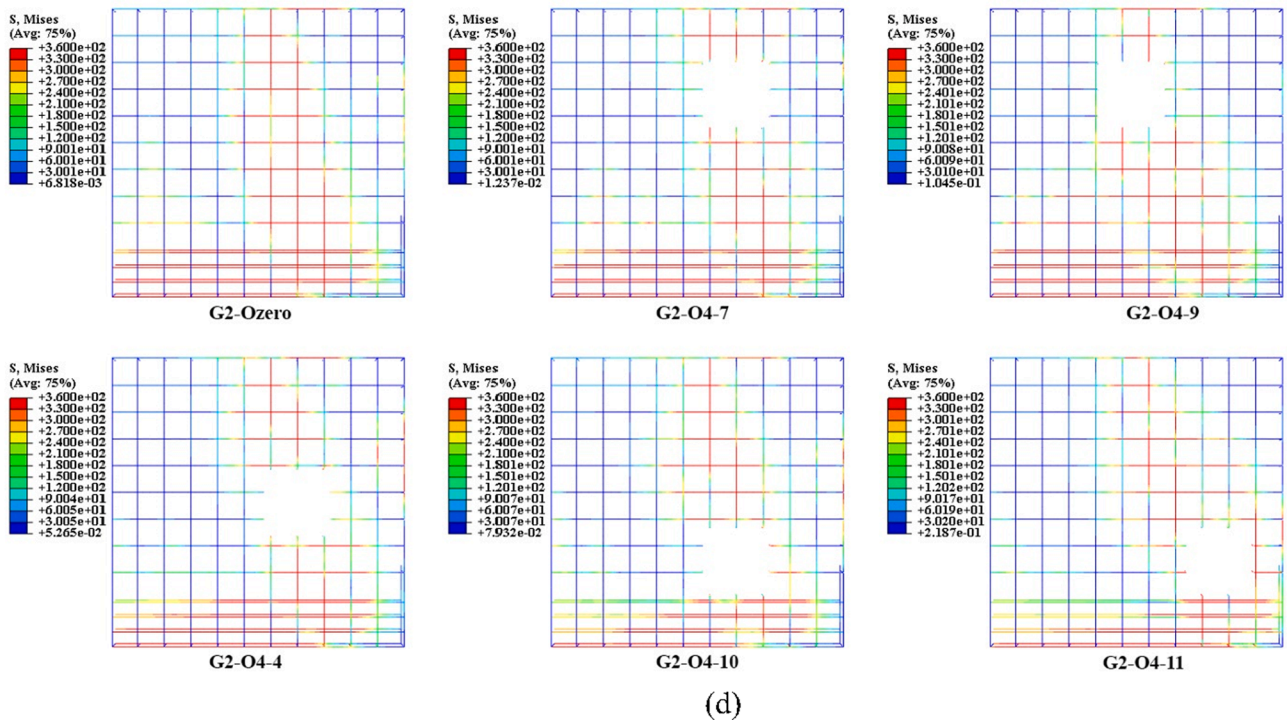 S, Mises
(Avg: 75%)
+3.600e+02
+3.300e+02
+3.000e+02
+2.700e+02
+2.400e+02
+2.100e+02
+1.800e+02
+1.500e+02
+1.200e+02
+9.001e+01
+6.001e+01
+3.001e+01
+6.818e-03
G2-Ozero
S, Mises
(Avg: 75%)
+3.600e+02
+3.300e+02
+3.000e+02
+2.700e+02
+2.400e+02
+2.100e+02
+1.800e+02
+1.500e+02
+1.200e+02
+9.001e+01
+6.001e+01
+3.001e+01
+1.237e-02
G2-O4-7
S, Mises
(Avg: 75%)
+3.600e+02
+3.300e+02
+3.000e+02
+2.700e+02
+2.401e+02
+2.101e+02
+1.801e+02
+1.501e+02
+1.201e+02
+9.008e+01
+6.009e+01
+3.010e+01
+1.045e-01
G2-O4-9
S, Mises
(Avg: 75%)
+3.600e+02
+3.300e+02
+3.000e+02
+2.700e+02
+2.400e+02
+2.100e+02
+1.800e+02
+1.500e+02
+1.200e+02
+9.004e+01
+6.005e+01
+3.005e+01
+5.265e-02
G2-O4-4
S, Mises
(Avg: 75%)
+3.600e+02
+3.300e+02
+3.000e+02
+2.700e+02
+2.400e+02
+2.100e+02
+1.801e+02
+1.501e+02
+1.201e+02
+9.007e+01
+6.007e+01
+3.007e+01
+7.932e-02
G2-O4-10
S, Mises
(Avg: 75%)
+3.600e+02
+3.300e+02
+3.001e+02
+2.701e+02
+2.401e+02
+2.101e+02
+1.801e+02
+1.501e+02
+1.202e+02
+9.017e+01
+6.019e+01
+3.020e+01
+2.187e-01
G2-O4-11
(d)